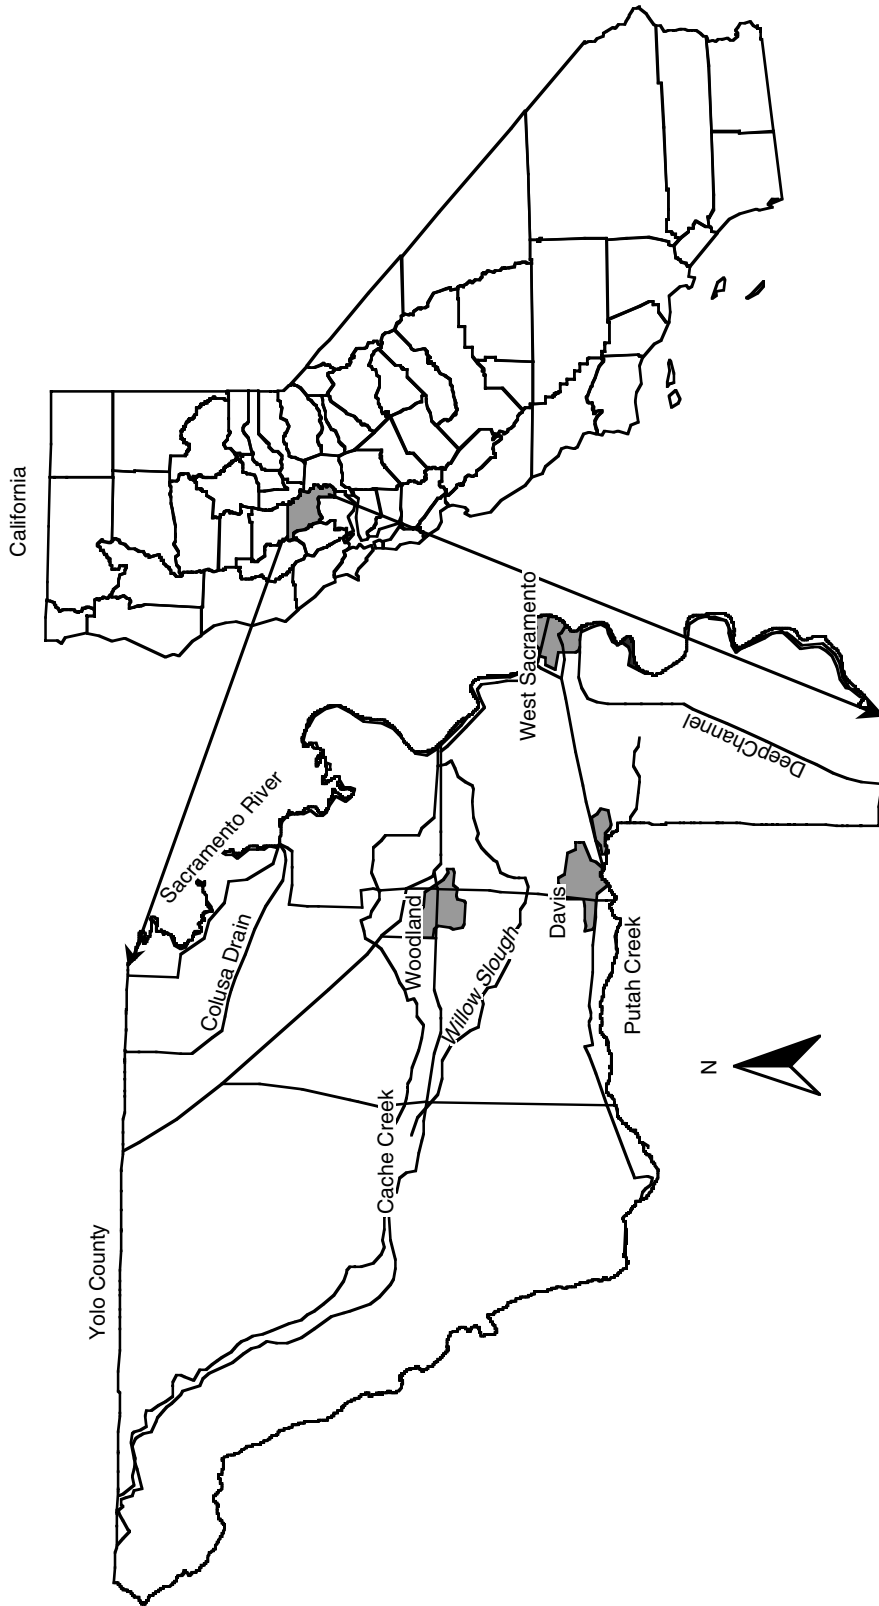 Yolo County
California
Sacramento River
Colusa Drain
Woodland
Cache Creek
Willow Slough
West Sacramento
Davis
DeepChannel
Putah Creek
N